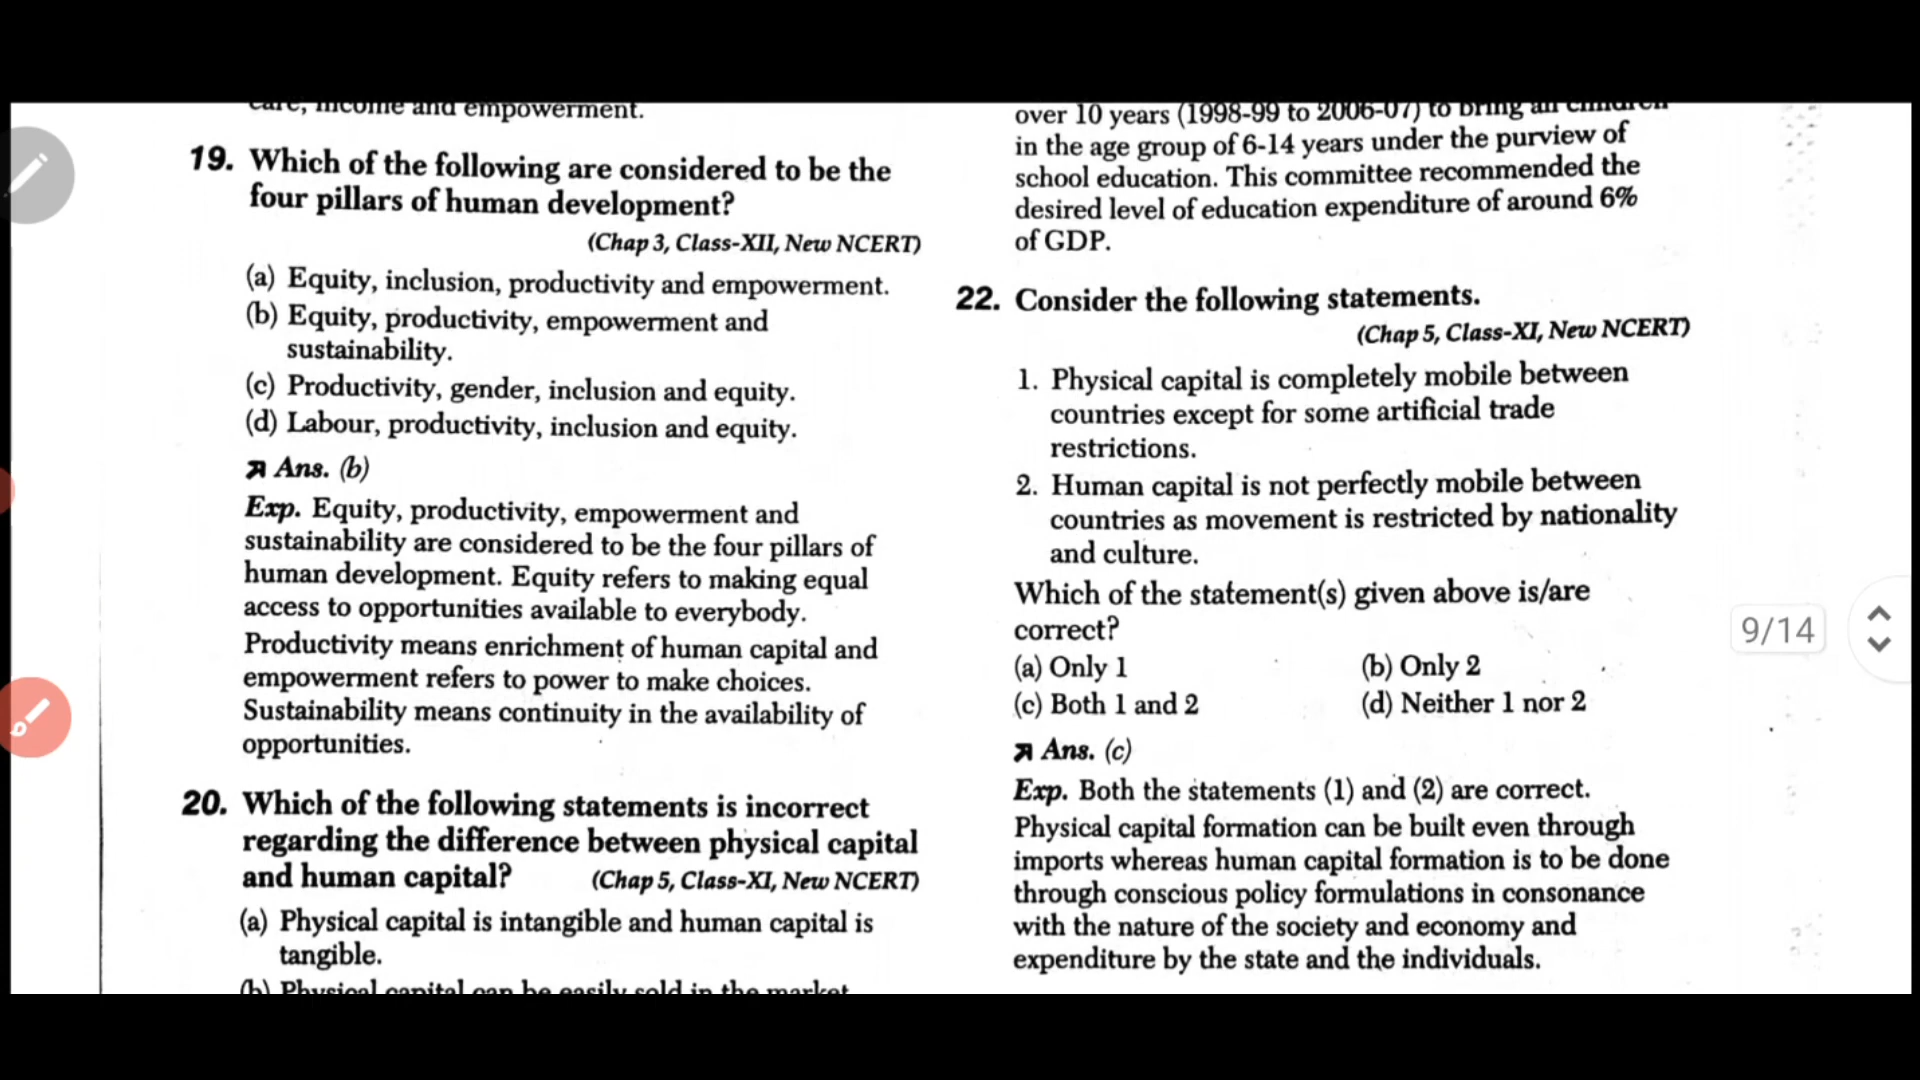 care, income and empowerment.
19. Which of the following are considered to be the
four pillars of human development?
(Chap 3, Class-XII, New NCERT)
(a) Equity, inclusion, productivity and empowerment.
(b) Equity, productivity, empowerment and
sustainability.
(c) Productivity, gender, inclusion and equity.
(d) Labour, productivity, inclusion and equity.
Ans. (b)
Exp. Equity, productivity, empowerment and
sustainability are considered to be the four pillars of
human development. Equity refers to making equal
access to opportunities available to everybody.
Productivity means enrichment of human capital and
empowerment refers to power to make choices.
Sustainability means continuity in the availability of
opportunities.
20. Which of the following statements is incorrect
regarding the difference between physical capital
and human capital? (Chap 5, Class-XI, New NCERT)
(a) Physical capital is intangible and human capital is
tangible.
(b) Physical capital can be easily sold in the market
over 10 years (1998-99 to 2006-07) to bring all children
in the age group of 6-14 years under the purview of
school education. This committee recommended the
desired level of education expenditure of around 6%
of GDP.
22. Consider the following statements.
(Chap 5, Class-XI, New NCERT)
1. Physical capital is completely mobile between
countries except for some artificial trade
restrictions.
2. Human capital is not perfectly mobile between
countries as movement is restricted by nationality
and culture.
Which of the statement(s) given above is/are
correct?
(a) Only 1 (b) Only 2
(c) Both 1 and 2 (d) Neither 1 nor 2
Ans. (c)
Exp. Both the statements (1) and (2) are correct.
Physical capital formation can be built even through
imports whereas human capital formation is to be done
through conscious policy formulations in consonance
with the nature of the society and economy and
expenditure by the state and the individuals.
9/14